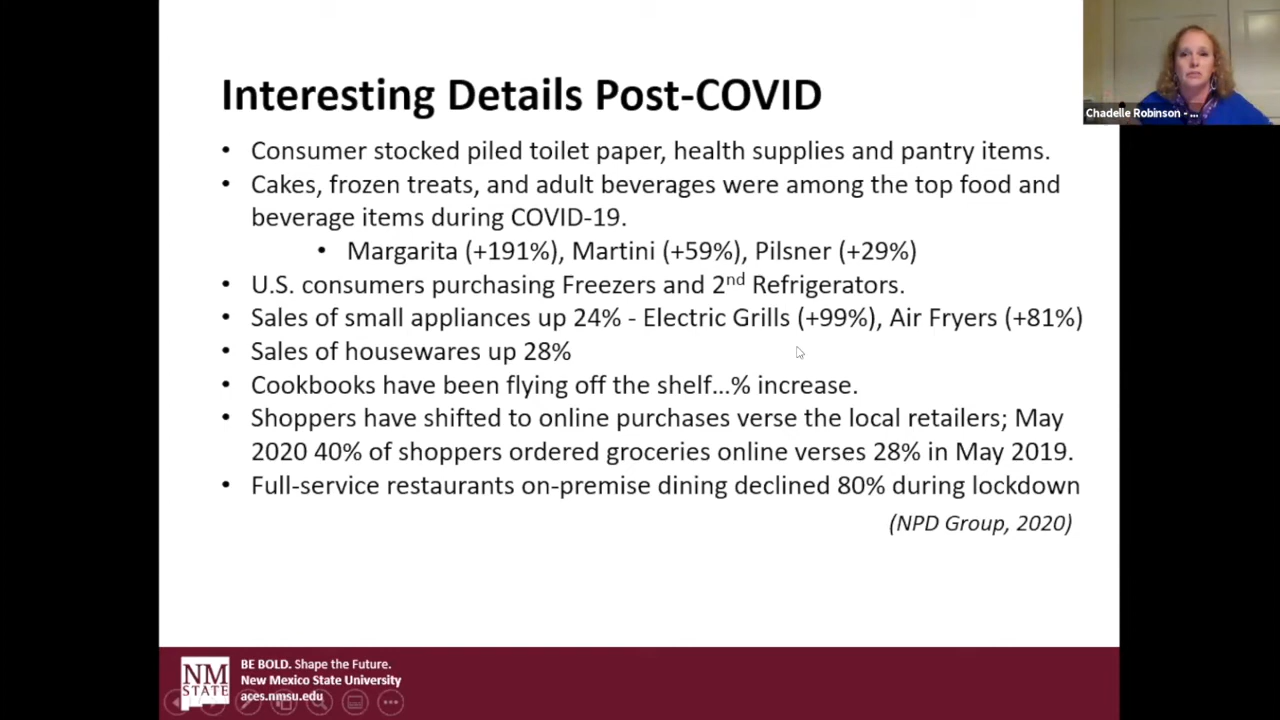 Interesting Details Post-COVID
Chadelle Robinson - ...
• Consumer stocked piled toilet paper, health supplies and pantry items.
• Cakes, frozen treats, and adult beverages were among the top food and
beverage items during COVID-19.
• Margarita (+191%), Martini (+59%), Pilsner (+29%)
• U.S. consumers purchasing Freezers and 2nd Refrigerators.
• Sales of small appliances up 24% - Electric Grills (+99%), Air Fryers (+81%)
• Sales of housewares up 28%
• Cookbooks have been flying off the shelf...% increase.
• Shoppers have shifted to online purchases verse the local retailers; May
2020 40% of shoppers ordered groceries online verses 28% in May 2019.
• Full-service restaurants on-premise dining declined 80% during lockdown
(NPD Group, 2020)
NM
STATE
BE BOLD. Shape the Future.
New Mexico State University
aces.nmsu.edu